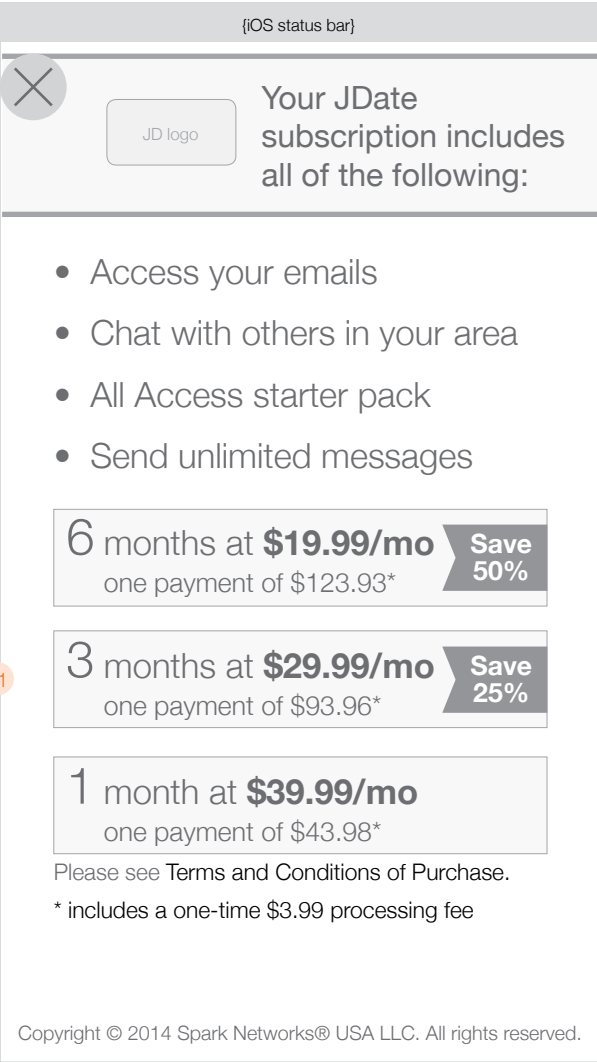 {iOS status bar}
JD logo
Your JDate
subscription includes
all of the following:
• Access your emails
• Chat with others in your area
• All Access starter pack
• Send unlimited messages
6 months at $19.99/mo
one payment of $123.93*
Save
50%
3 months at $29.99/mo
one payment of $93.96*
Save
25%
1
1 month at $39.99/mo
one payment of $43.98*
Please see Terms and Conditions of Purchase.
* includes a one-time $3.99 processing fee
Copyright © 2014 Spark Networks® USA LLC. All rights reserved.